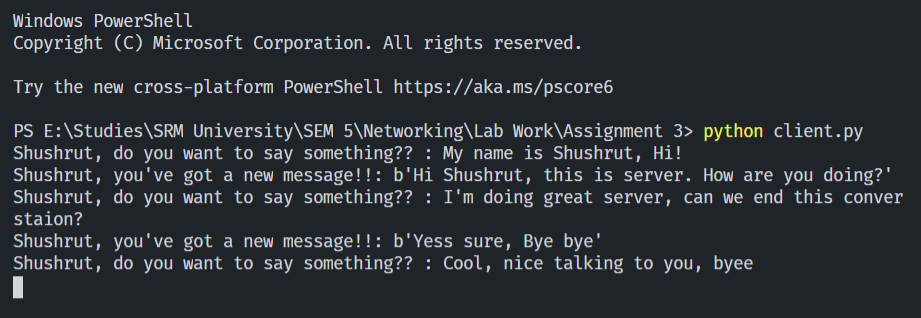 Windows PowerShell
Copyright (C) Microsoft Corporation. All rights reserved.
Try the new cross-platform PowerShell https://aka.ms/pscore6
PS E:\Studies\SRM University\SEM 5\Networking\Lab Work\Assignment 3> python client.py
Shushrut, do you want to say something?? : My name is Shushrut, Hi!
Shushrut, you've got a new message!!: b'Hi Shushrut, this is server. How are you doing?'
Shushrut, do you want to say something?? : I'm doing great server, can we end this conver
staion?
Shushrut, you've got a new message!!: b'Yess sure, Bye bye'
Shushrut, do you want to say something?? : Cool, nice talking to you, byee